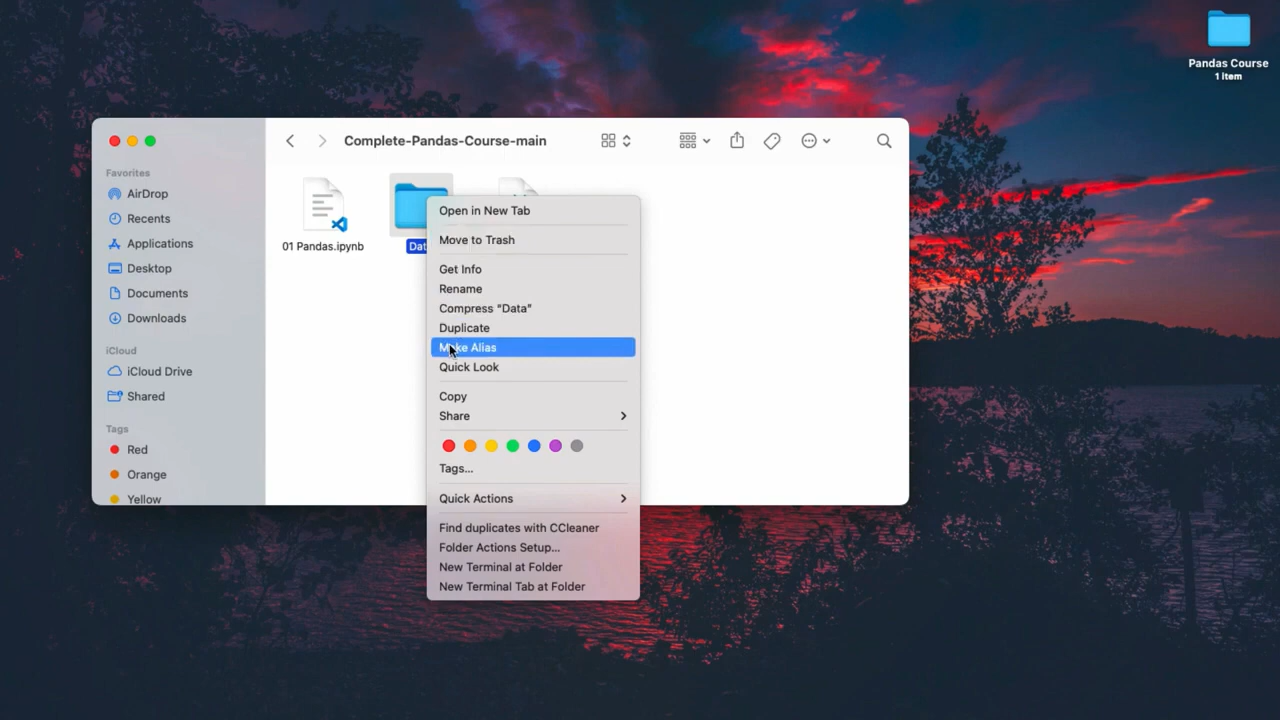 Pandas Course
1 item
Complete-Pandas-Course-main
Favorites
AirDrop
Recents
Applications
Desktop
Documents
Downloads
iCloud
iCloud Drive
Shared
Tags
Red
Orange
Yellow
01 Pandas.ipynb
Dat
Open in New Tab
Move to Trash
Get Info
Rename
Compress “Data”
Duplicate
Make Alias
Quick Look
Copy
Share
Tags...
Quick Actions
Find duplicates with CCleaner
Folder Actions Setup...
New Terminal at Folder
New Terminal Tab at Folder